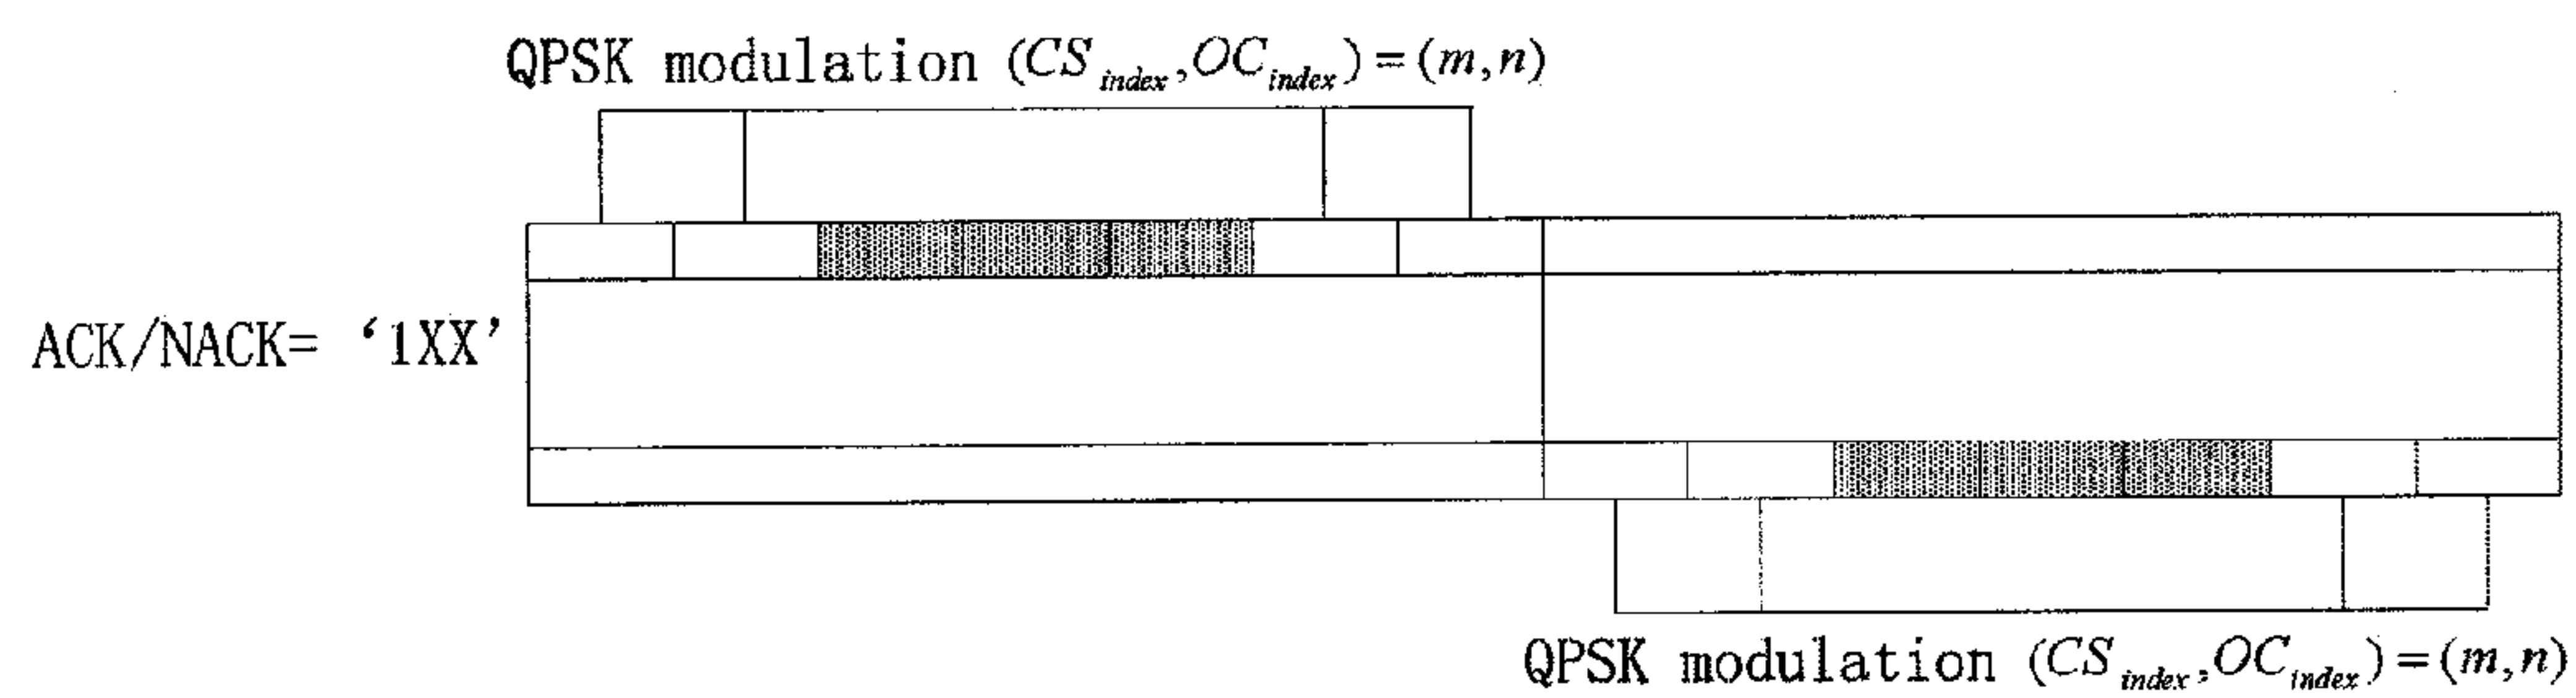 QPSK modulation (CS_index, OC_index) = (m, n)
ACK/NACK= ‘1XX’
QPSK modulation (CS_index, OC_index) = (m, n)